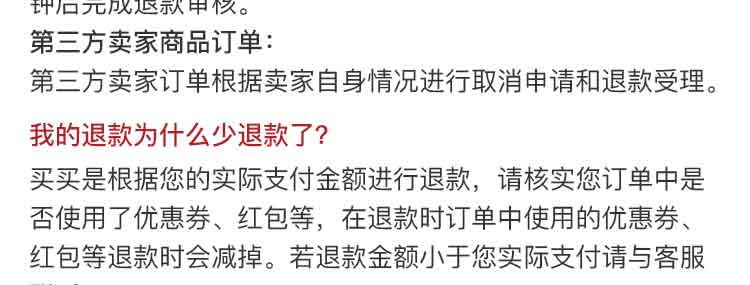 钟后完成退款审核。
第三方卖家商品订单：
第三方卖家订单根据卖家自身情况进行取消申请和退款受理。
我的退款为什么少退款了？
买买是根据您的实际支付金额进行退款，请核实您订单中是
否使用了优惠券、红包等，在退款时订单中使用的优惠券、
红包等退款时会减掉。若退款金额小于您实际支付请与客服